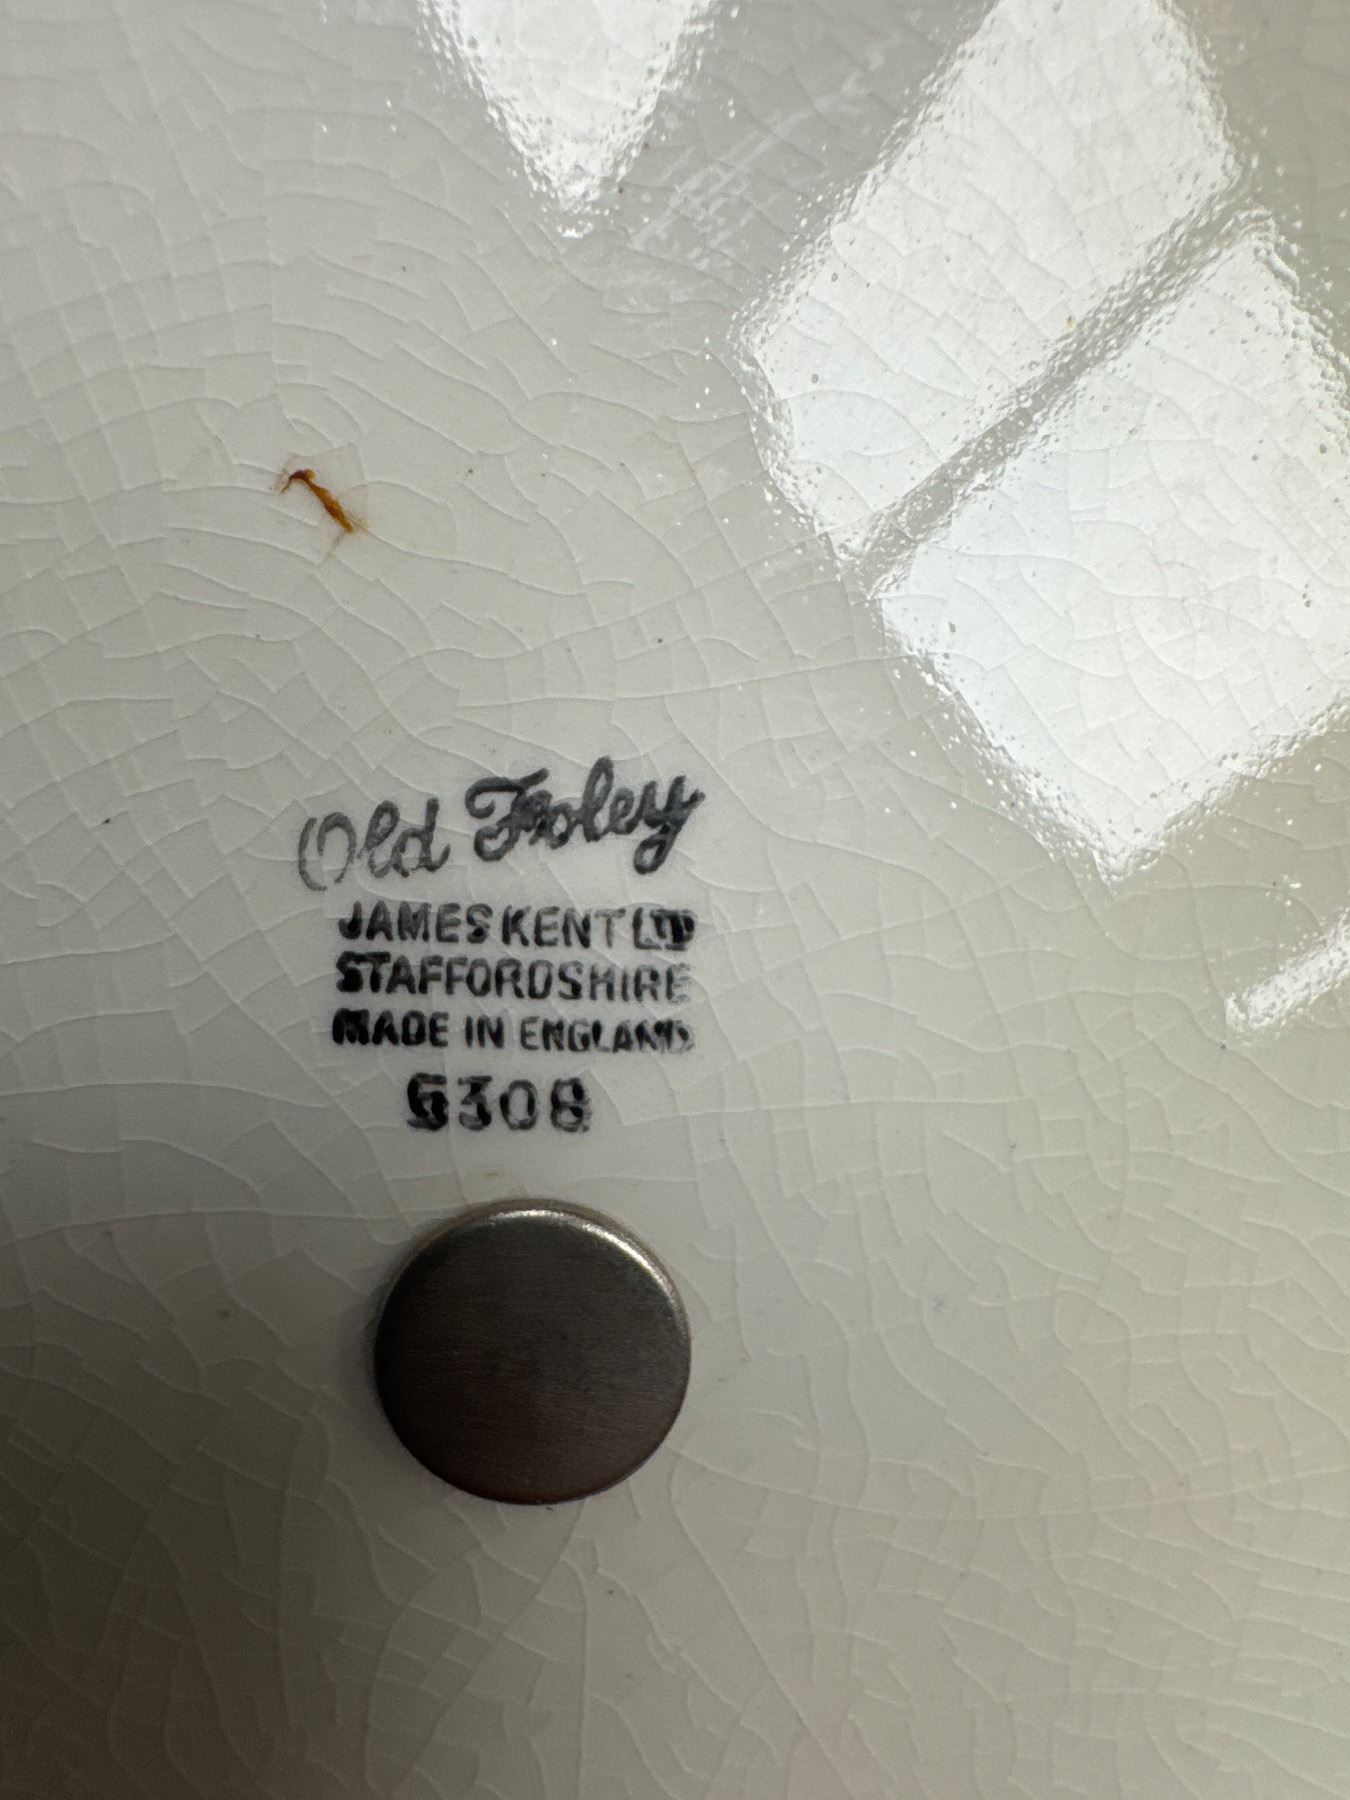 Old Foley
JAMES KENT LTD
STAFFORDSHIRE
MADE IN ENGLAND
5308